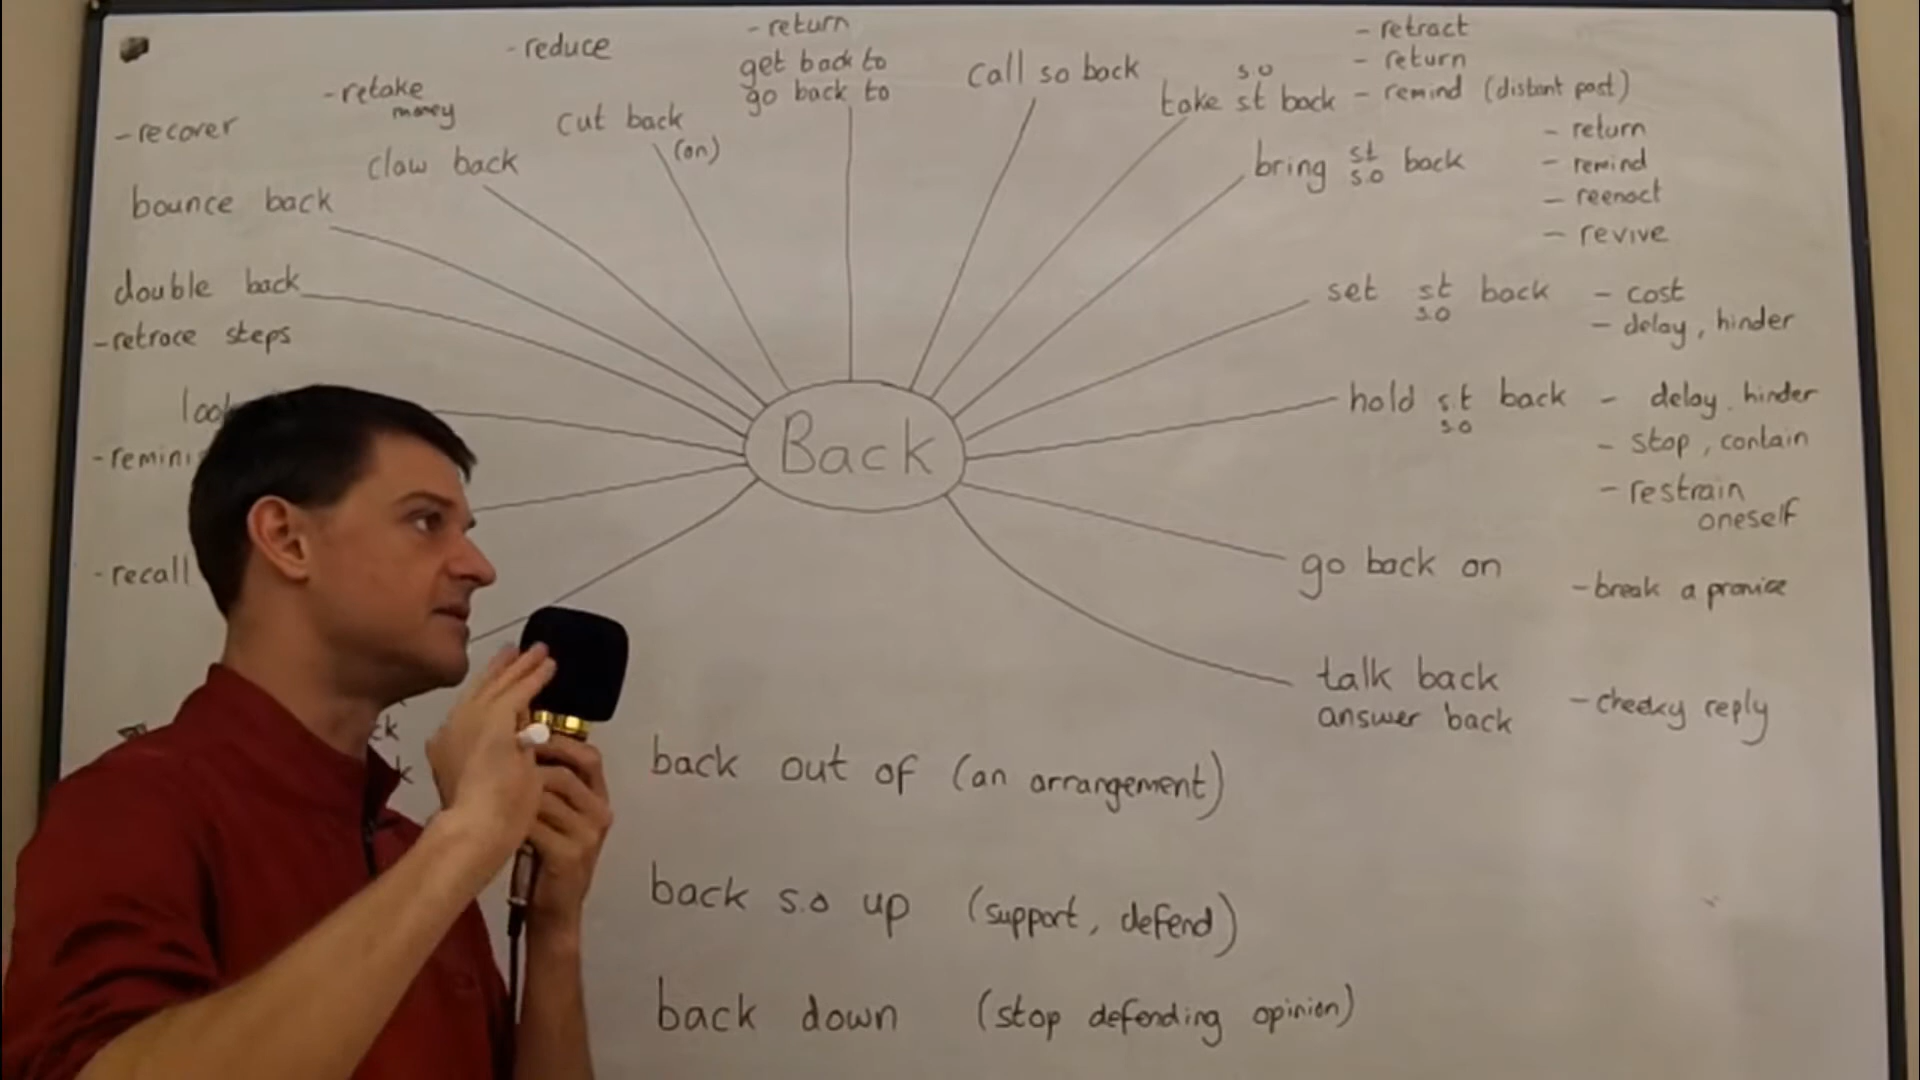 - recover
bounce back
- retake
money
claw back
- reduce
cut back
(on)
- return
get back to
go back to
call so back
so
take st back
- retract
- return
- remind (distant past)
bring st back
s.o
- return
- remind
- reenact
- revive
double back
- retrace steps
set st back
s.o
- cost
- delay, hinder
Back
hold s.t back
s.o
- delay, hinder
- stop, contain
- restrain
oneself
- recall
go back on
- break a promise
talk back
answer back
- cheeky reply
back out of (an arrangement)
back s.o up (support, defend)
back down (stop defending opinion)